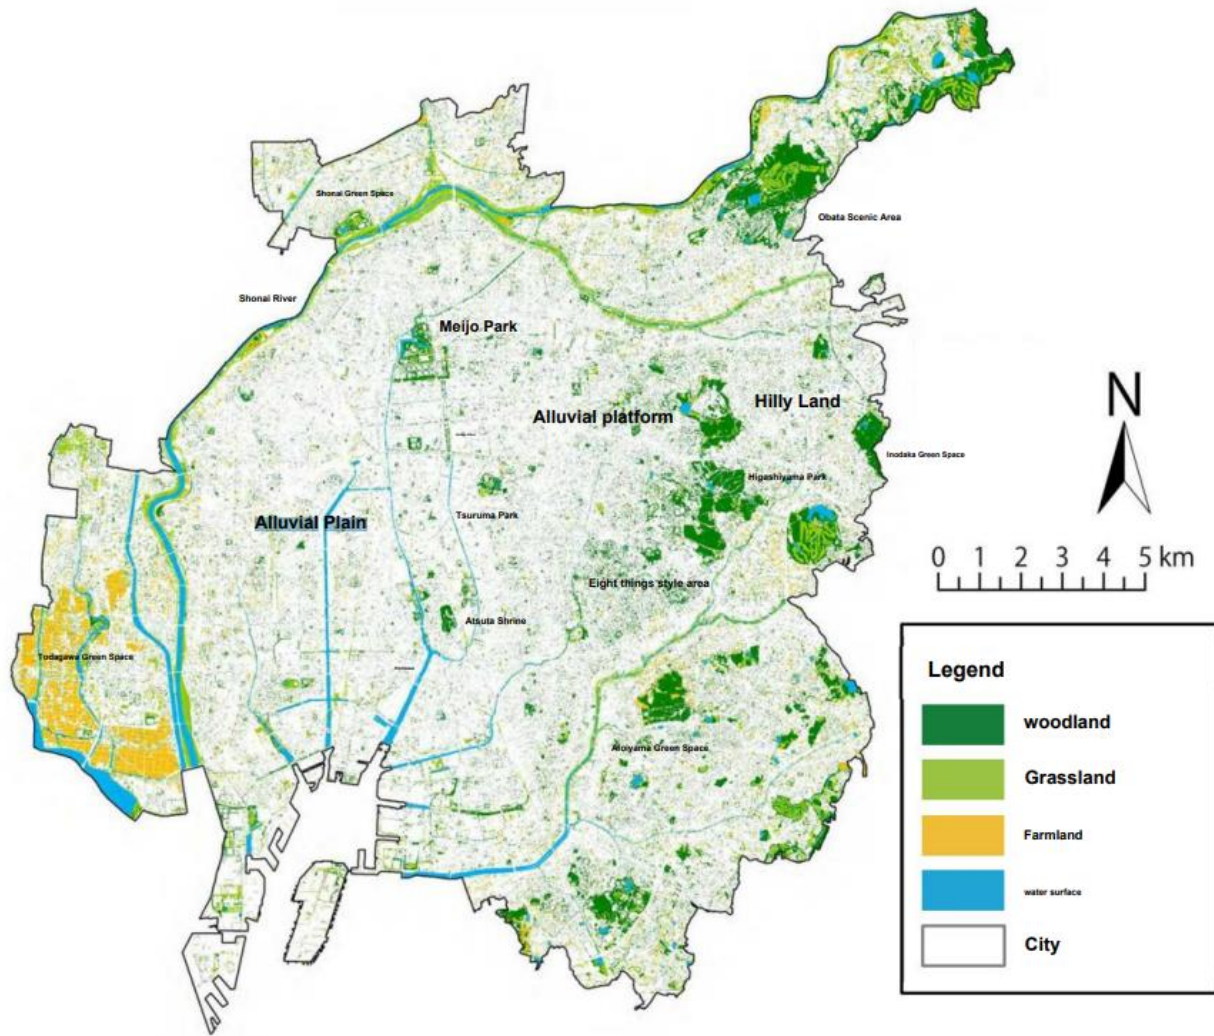 Shonai Green Space
Obata Scenic Area
Shonai River
Meijo Park
Hilly Land
Alluvial platform
Inodaka Green Space
Higashiyama Park
Tsuruma Park
Alluvial Plain
Eight things style area
Atsuta Shrine
Todagawa Green Space
Aioiyama Green Space
N
0 1 2 3 4 5 km
Legend
woodland
Grassland
Farmland
water surface
City